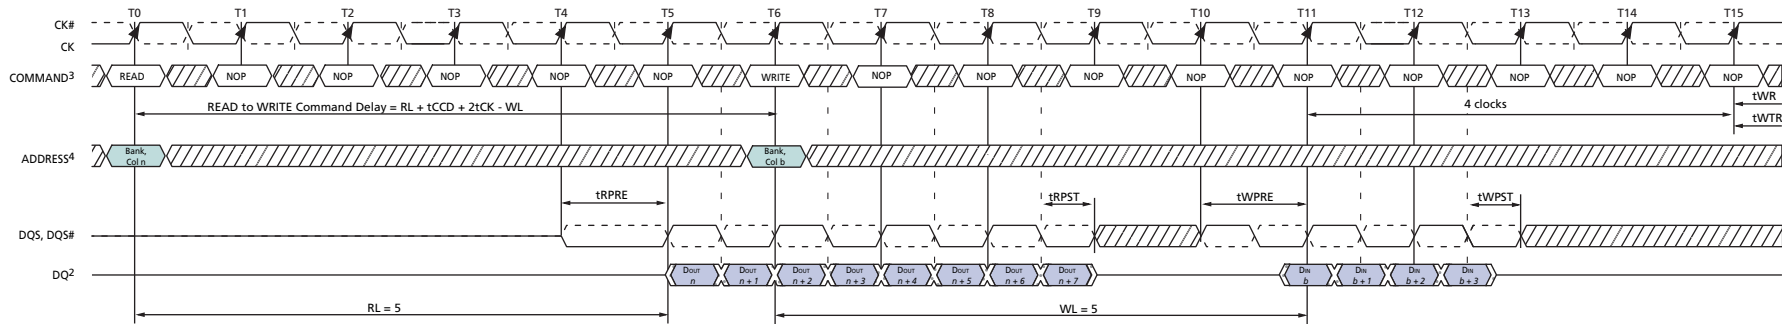 T0 T1 T2 T3 T4 T5 T6 T7 T8 T9 T10 T11 T12 T13 T14 T15
CK#
CK
COMMAND3 READ NOP NOP NOP NOP NOP WRITE NOP NOP NOP NOP NOP NOP NOP NOP NOP
READ to WRITE Command Delay = RL + tCCD + 2tCK - WL 4 clocks tWR
tWTR
ADDRESS4 Bank, Col n Bank, Col b
tRPRE tRPST tWPRE tWPST
DQS, DQS#
DQ2 DOUT n DOUT n + 1 DOUT n + 2 DOUT n + 3 DOUT n + 4 DOUT n + 5 DOUT n + 6 DOUT n + 7 DIN b DIN b + 1 DIN b + 2 DIN b + 3
RL = 5 WL = 5